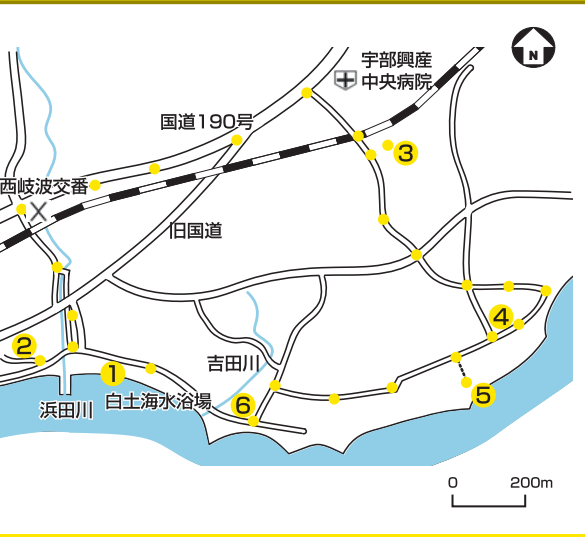 N
宇部興産
中央病院
国道190号
3
西岐波交番
旧国道
4
2
吉田川
1
5
白土海水浴場
6
浜田川
0 200m